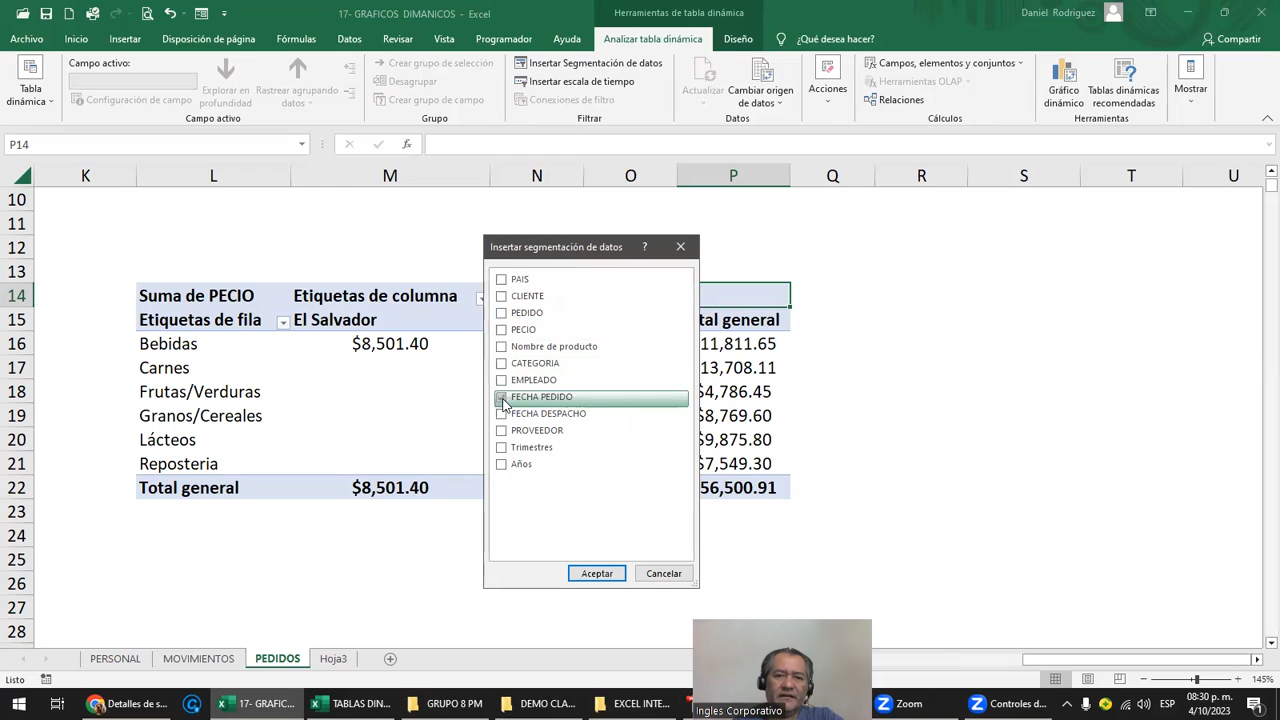 17- GRAFICOS DIMANICOS - Excel
Herramientas de tabla dinámica
Daniel Rodriguez
Archivo Inicio Insertar Disposición de página Fórmulas Datos Revisar Vista Programador Ayuda Analizar tabla dinámica Diseño ¿Qué desea hacer? Compartir
Tabla dinámica
Campo activo:
Configuración de campo
Explorar en profundidad
Rastrear agrupando datos
Campo activo
Crear grupo de selección
Desagrupar
Crear grupo de campo
Grupo
Insertar Segmentación de datos
Insertar escala de tiempo
Conexiones de filtro
Filtrar
Actualizar
Cambiar origen de datos
Datos
Acciones
Campos, elementos y conjuntos
Herramientas OLAP
Relaciones
Cálculos
Gráfico dinámico
Tablas dinámicas recomendadas
Herramientas
Mostrar
P14
fx
K L M N O P Q R S T U
10
11
12
13
14 Suma de PECIO Etiquetas de columna
15 Etiquetas de fila El Salvador tal general
16 Bebidas $8,501.40 11,811.65
17 Carnes 13,708.11
18 Frutas/Verduras $4,786.45
19 Granos/Cereales $8,769.60
20 Lácteos $9,875.80
21 Reposteria $7,549.30
22 Total general $8,501.40 56,500.91
23
24
25
26
27
28
Insertar segmentación de datos ?
PAIS
CLIENTE
PEDIDO
PECIO
Nombre de producto
CATEGORIA
EMPLEADO
FECHA PEDIDO
FECHA DESPACHO
PROVEEDOR
Trimestres
Años
Aceptar Cancelar
PERSONAL MOVIMIENTOS PEDIDOS Hoja3
Listo
145%
Ingles Corporativo
Detalles de s...
17- GRAFIC...
TABLAS DIN...
GRUPO 8 PM
DEMO CLA...
EXCEL INTE...
Zoom
Controles d...
ESP
08:30 p. m.
4/10/2023